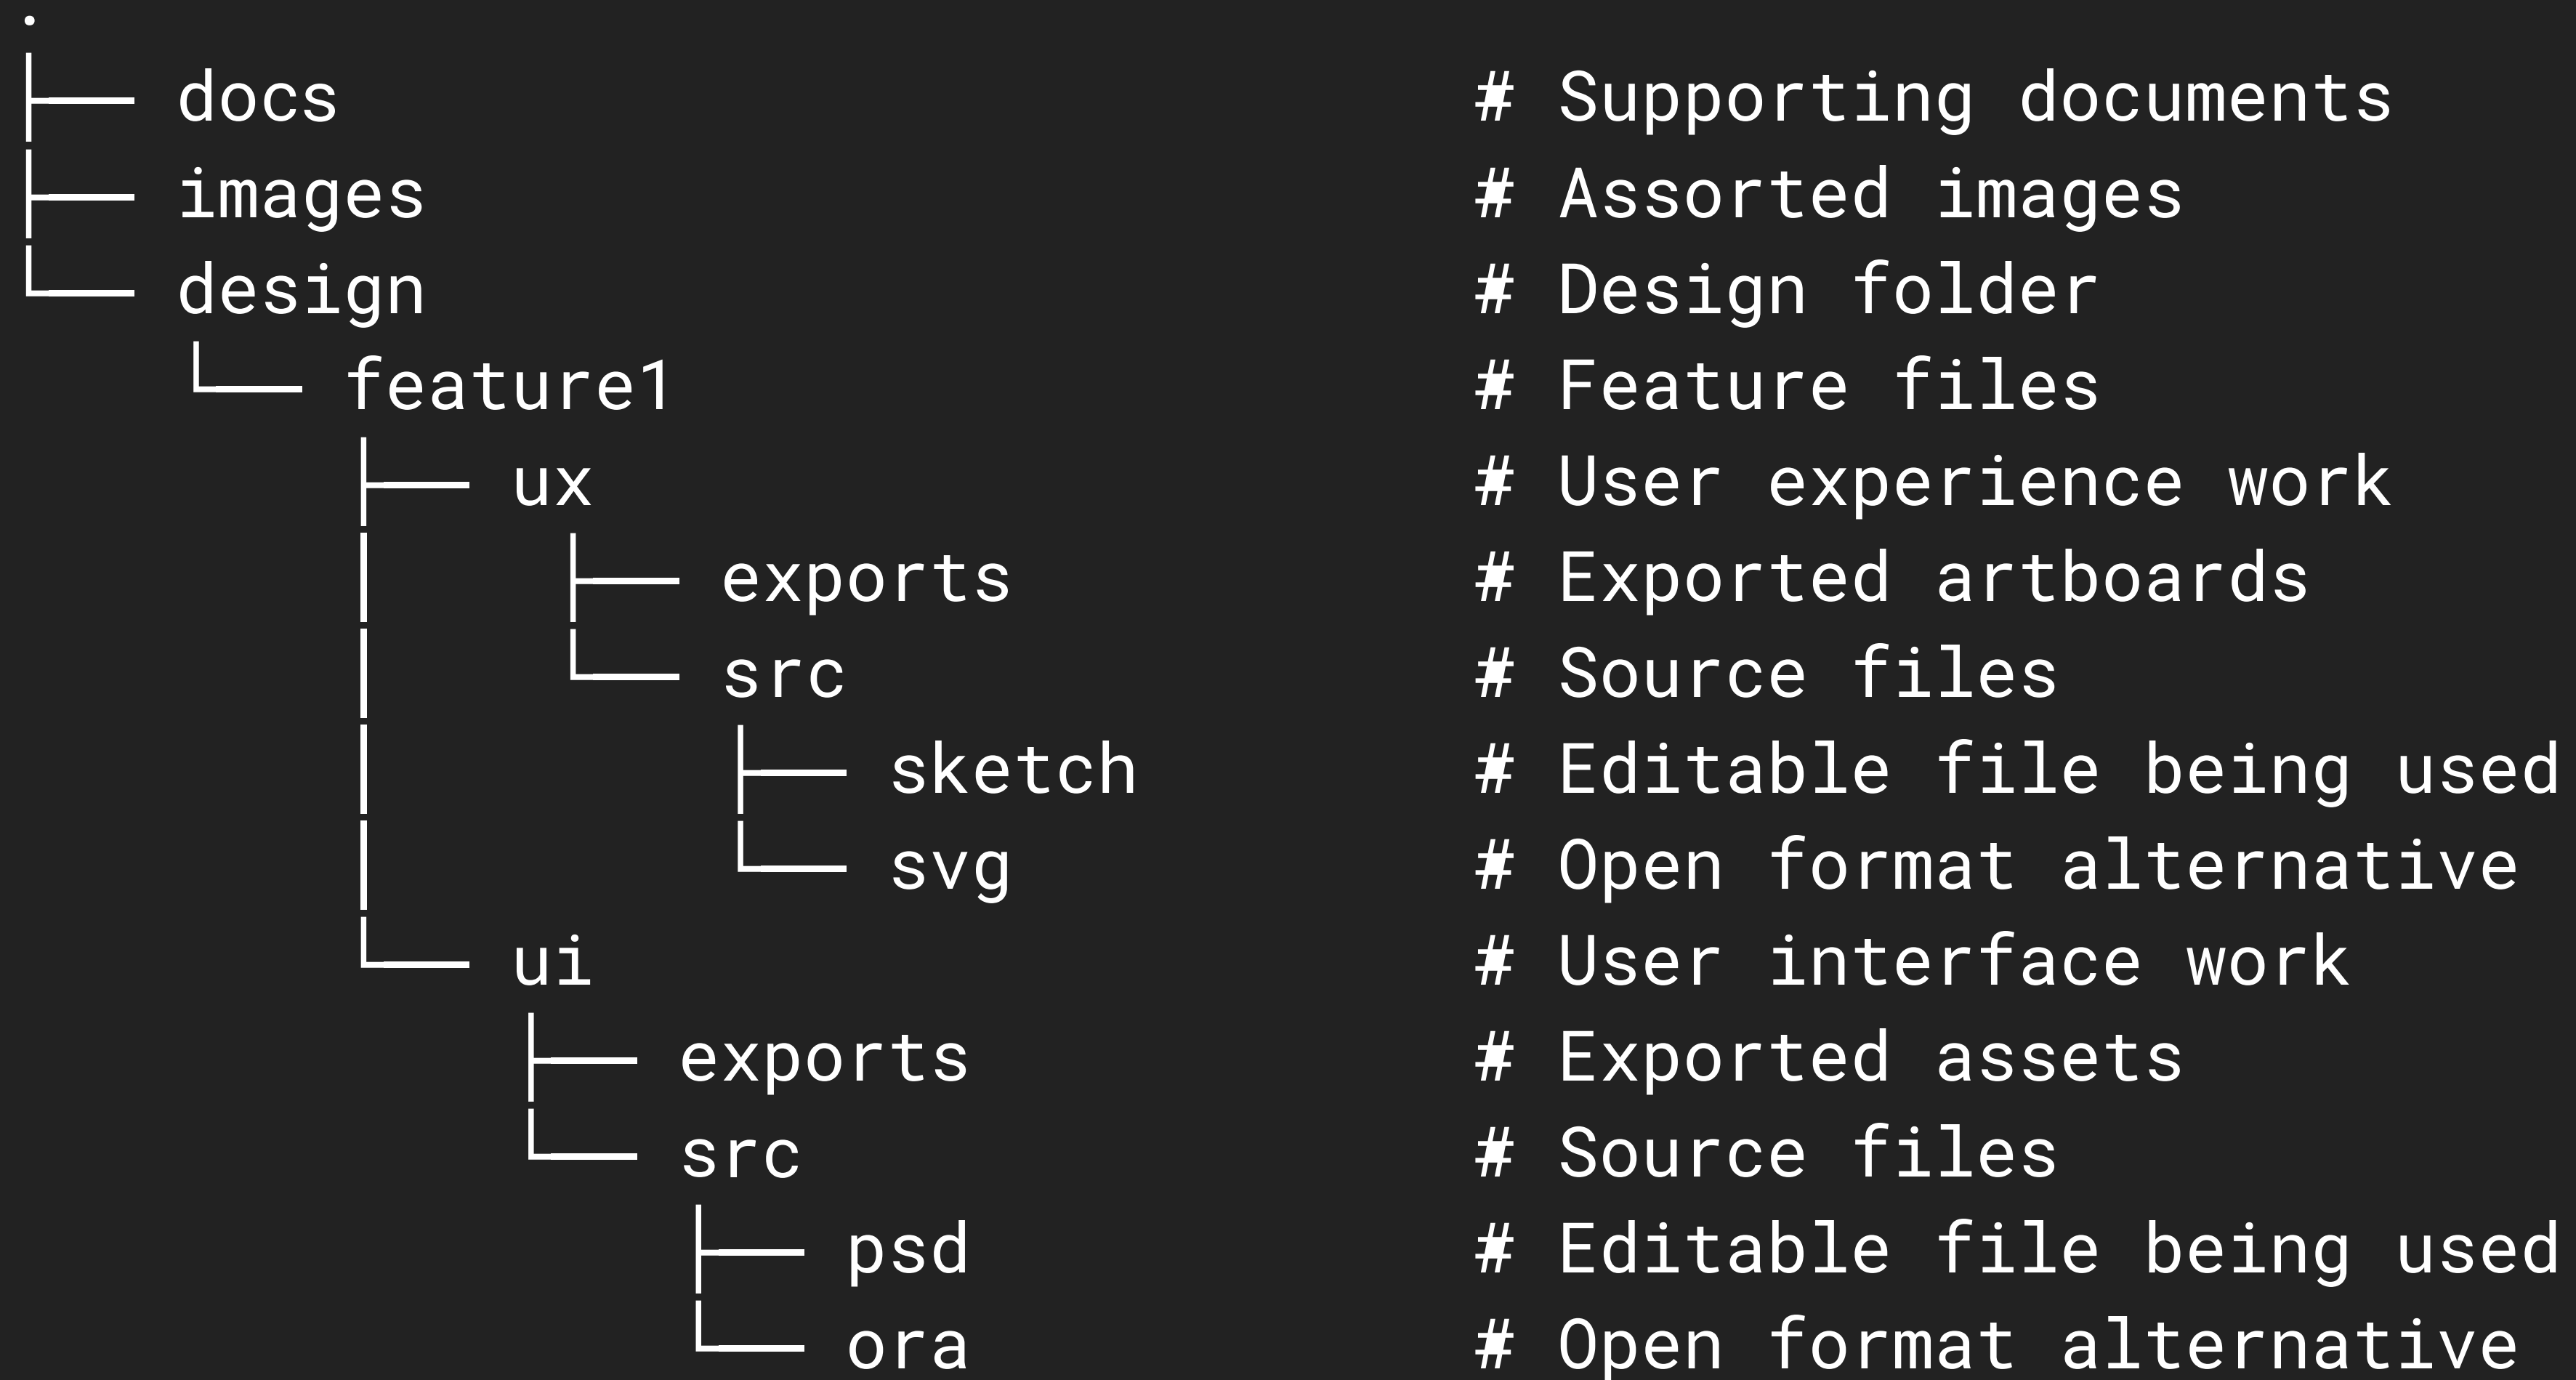 .
├── docs                               # Supporting documents
├── images                             # Assorted images
└── design                             # Design folder
    └── feature1                       # Feature files
        ├── ux                         # User experience work
        │    ├── exports               # Exported artboards
        │    └── src                   # Source files
        │        ├── sketch            # Editable file being used
        │        └── svg               # Open format alternative
        └── ui                         # User interface work
            ├── exports                # Exported assets
            └── src                    # Source files
                ├── psd                # Editable file being used
                └── ora                # Open format alternative